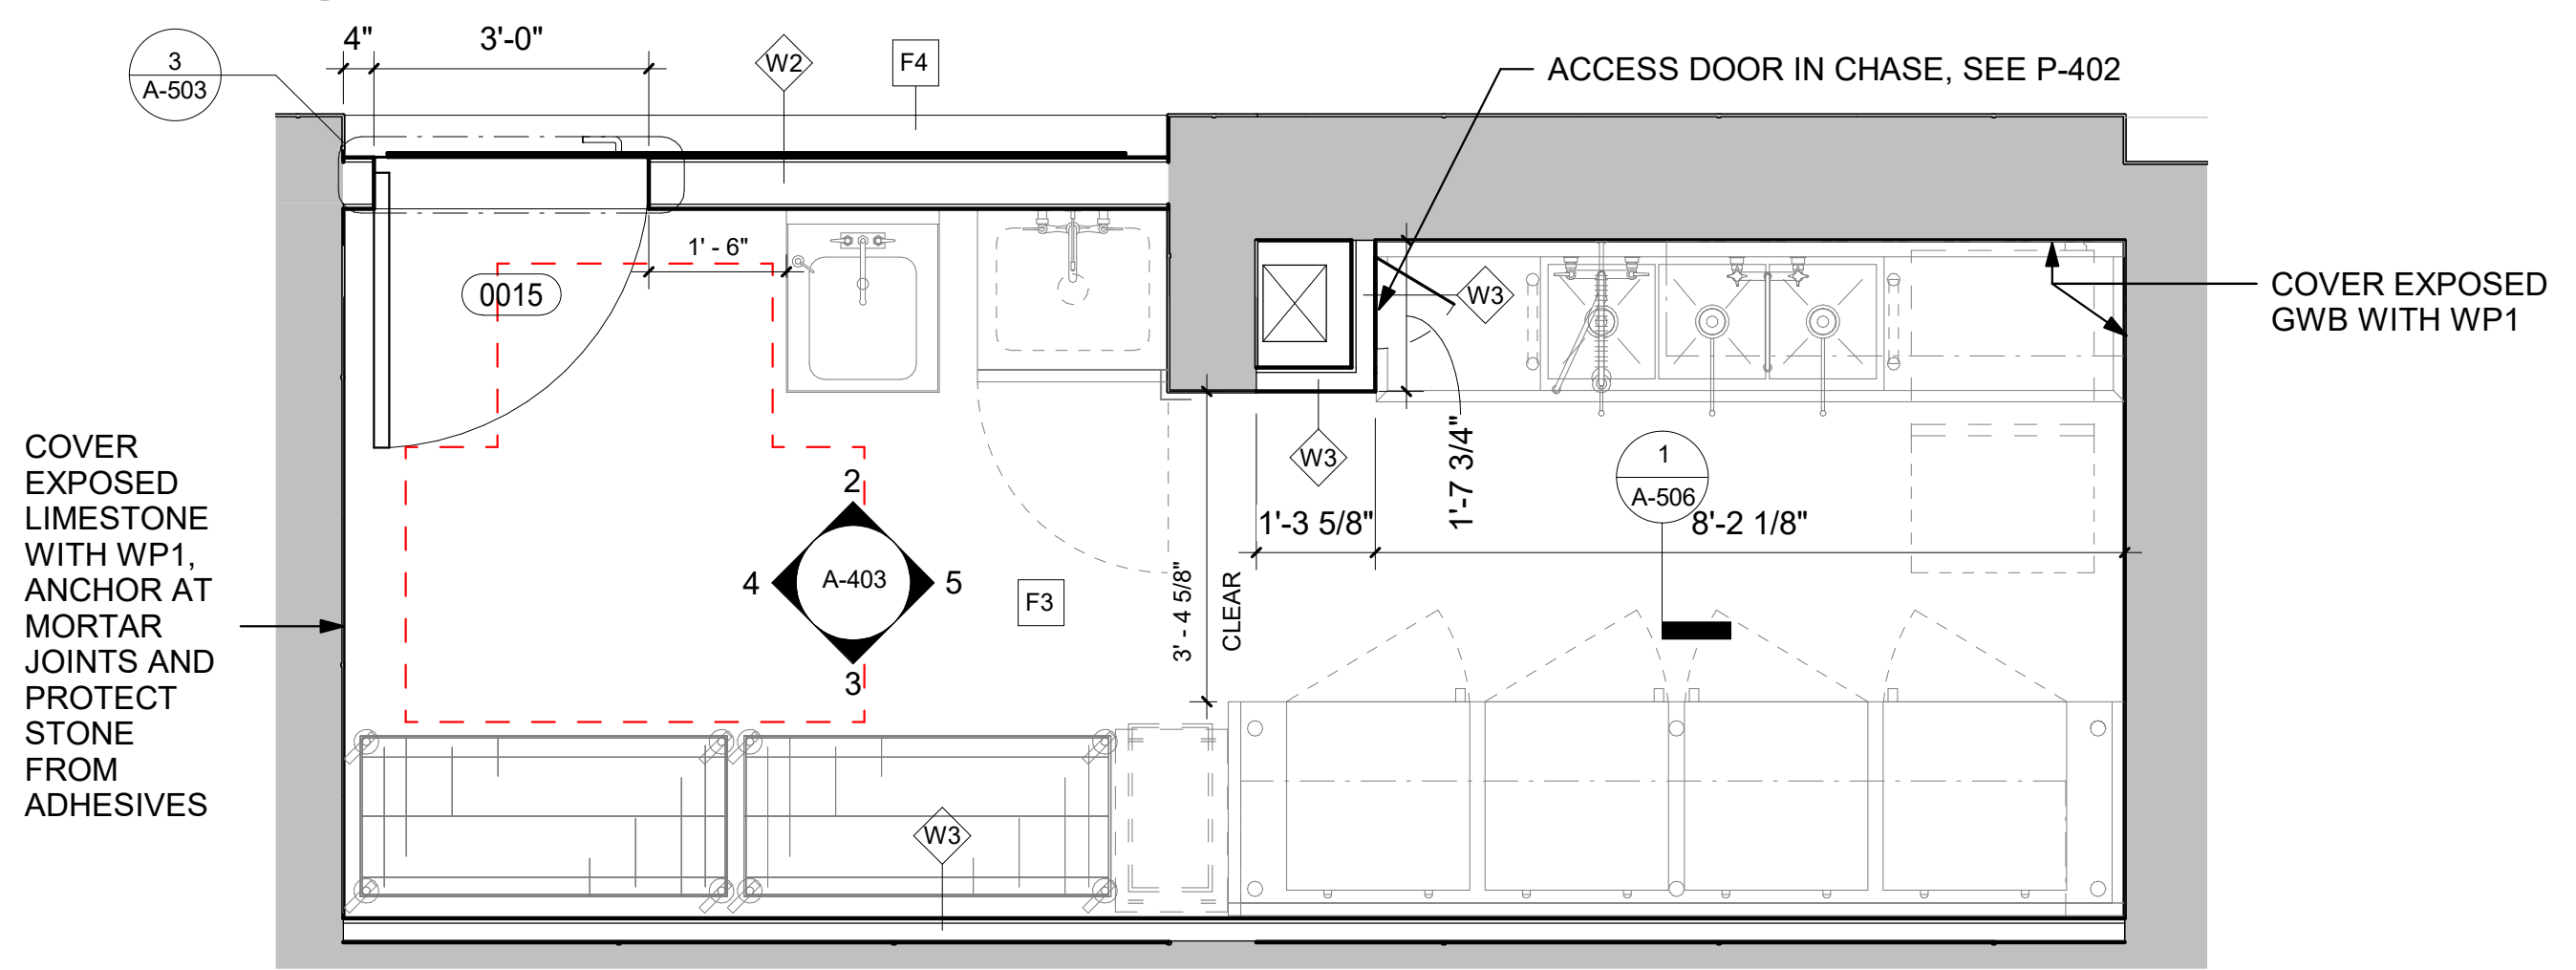 4"
3'-0"
3
A-503
W2
F4
ACCESS DOOR IN CHASE, SEE P-402
1' - 6"
0015
W3
COVER EXPOSED
GWB WITH WP1
COVER
EXPOSED
LIMESTONE
WITH WP1,
ANCHOR AT
MORTAR
JOINTS AND
PROTECT
STONE
FROM
ADHESIVES
W3
1'-7 3/4"
1
A-506
1'-3 5/8"
8'-2 1/8"
2
4
A-403
5
3
F3
3' - 4 5/8"
CLEAR
W3